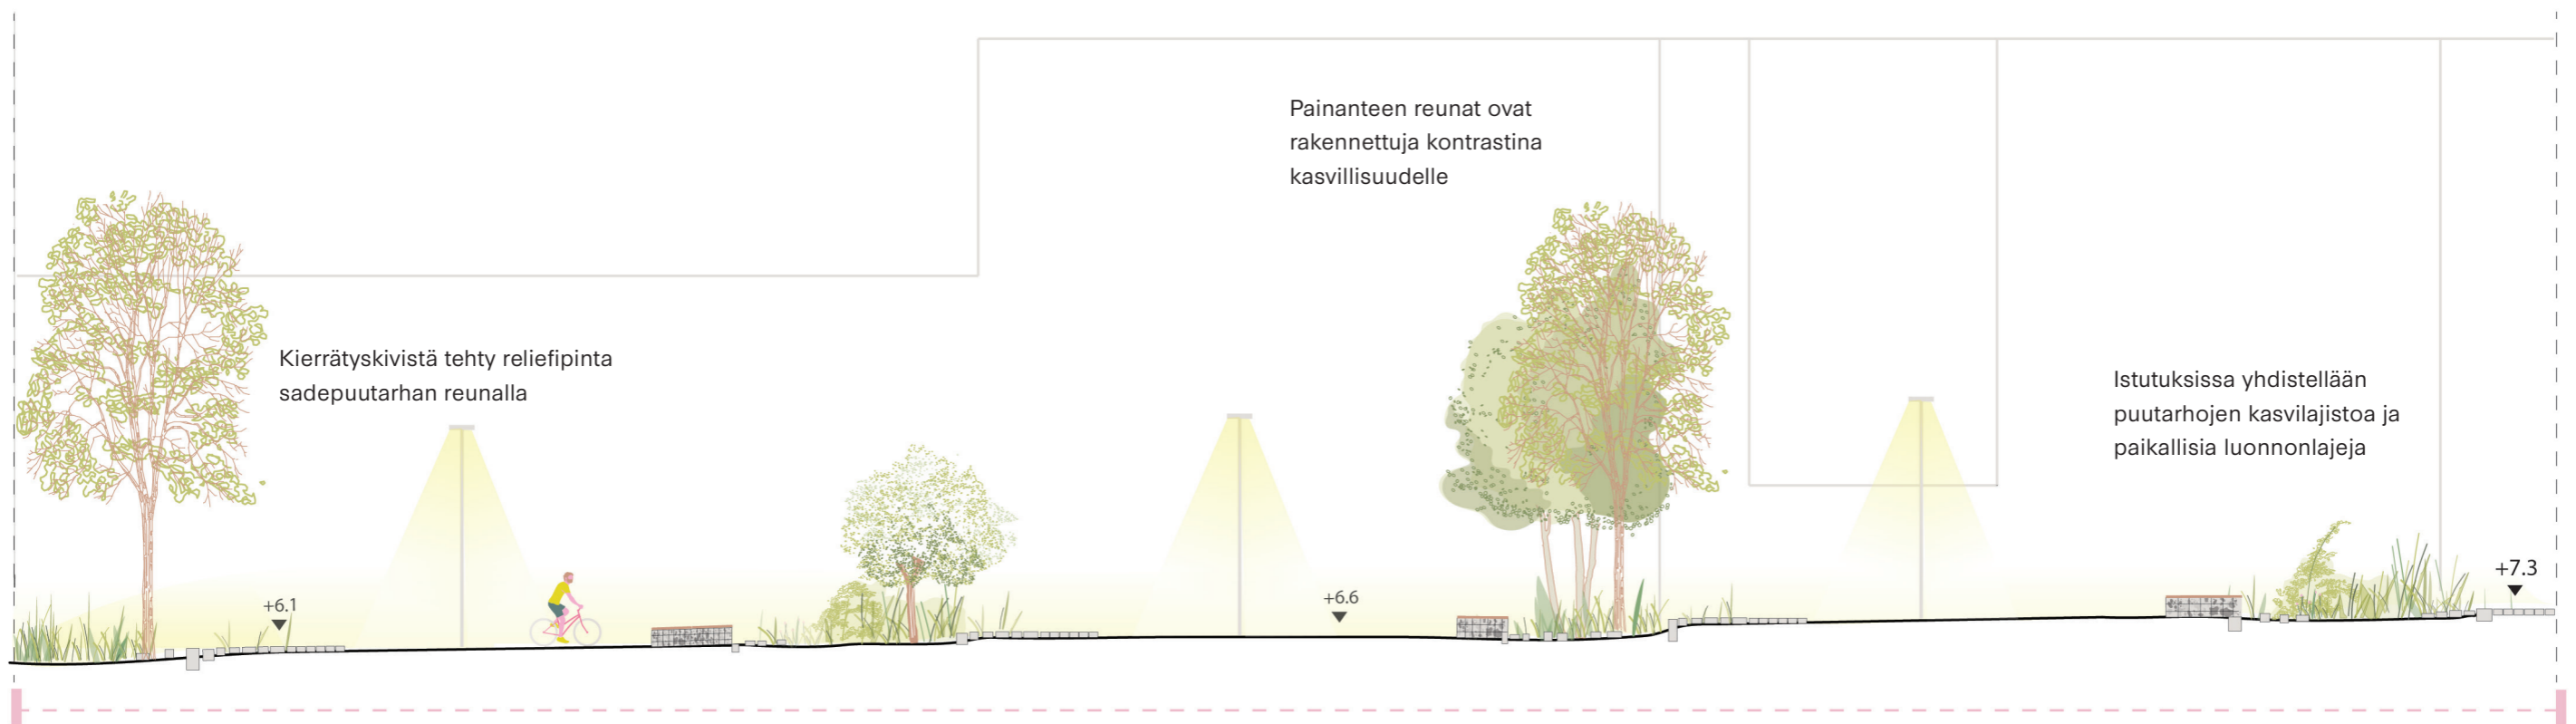 Painanteen reunat ovat
rakennettuja kontrastina
kasvillisuudelle
Kierrätyskivistä tehty reliefipinta
sadepuutarhan reunalla
Istutuksissa yhdistellään
puutarhojen kasvilajistoa ja
paikallisia luonnonlajeja
+6.1
+6.6
+7.3